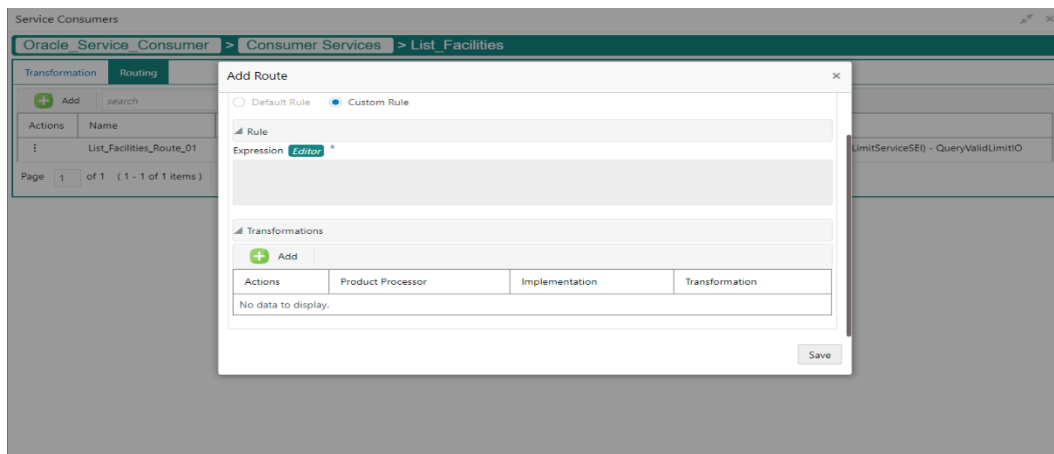 Service Consumers
Oracle_Service_Consumer > Consumer Services > List_Facilities
Transformation Routing
Add search
Actions Name
List_Facilities_Route_01 LimitServiceSEI) - QueryValidLimitIO
Page 1 of 1 ( 1 - 1 of 1 items )
Add Route
Default Rule Custom Rule
Rule
Expression Editor *
Transformations
Add
Actions Product Processor Implementation Transformation
No data to display.
Save